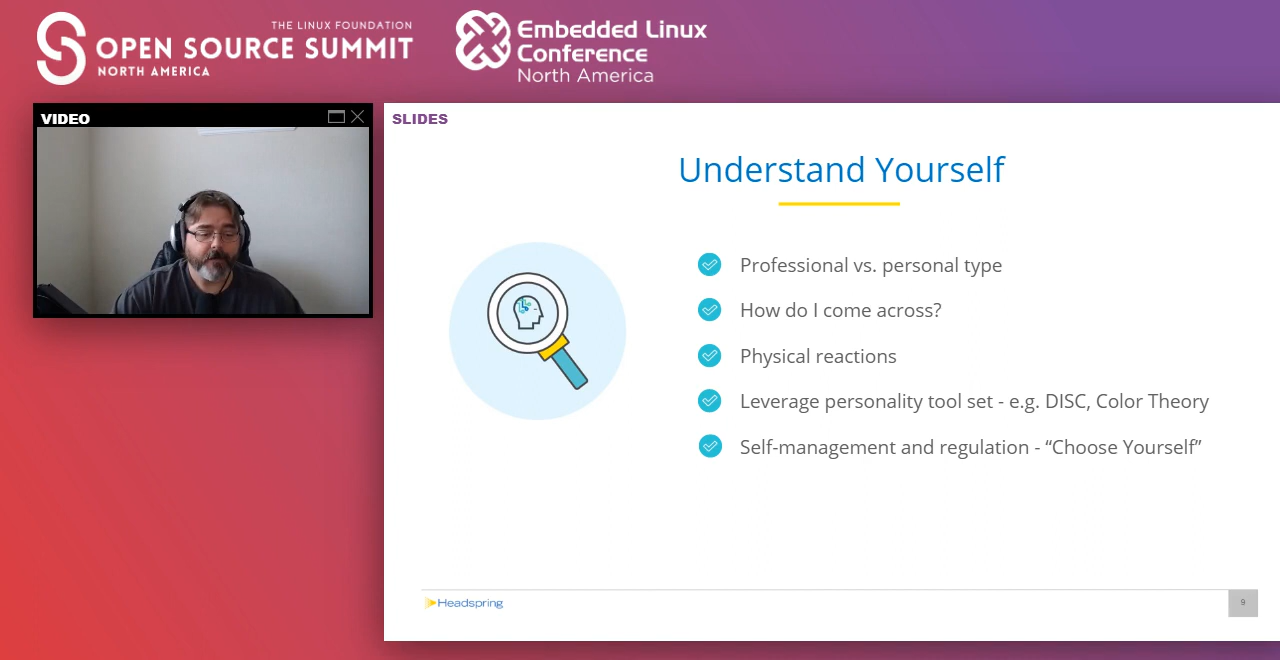 THE LINUX FOUNDATION
OPEN SOURCE SUMMIT
NORTH AMERICA
Embedded Linux
Conference
North America
VIDEO
SLIDES
Understand Yourself
Professional vs. personal type
How do I come across?
Physical reactions
Leverage personality tool set - e.g. DISC, Color Theory
Self-management and regulation - “Choose Yourself”
Headspring
9